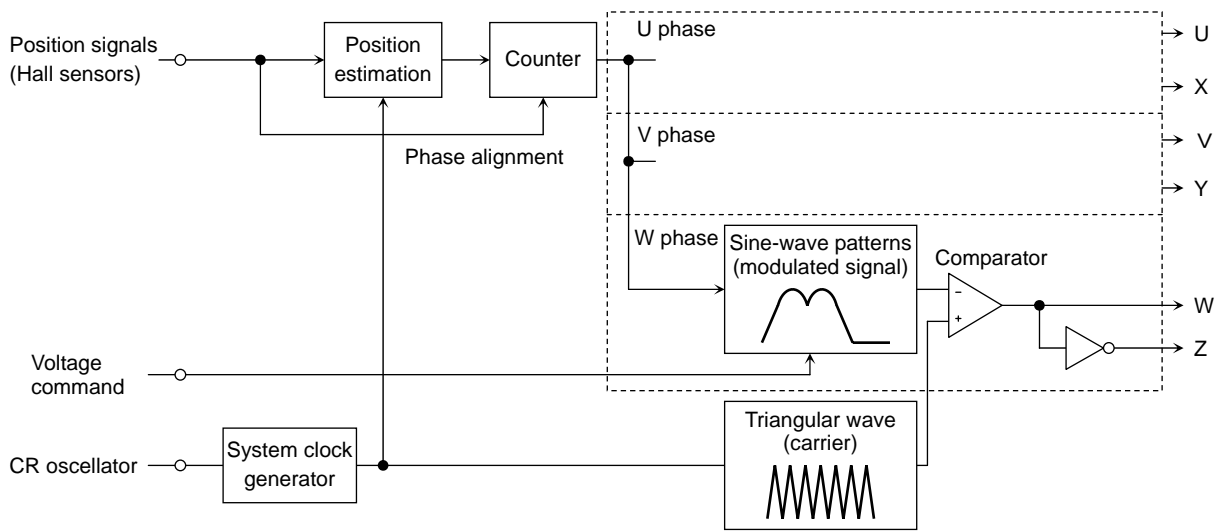 Position signals
(Hall sensors)
Position
estimation
Counter
Phase alignment
U phase
U
X
V phase
V
Y
W phase
Sine-wave patterns
(modulated signal)
Comparator
−
+
W
Z
Voltage
command
CR oscellator
System clock
generator
Triangular wave
(carrier)